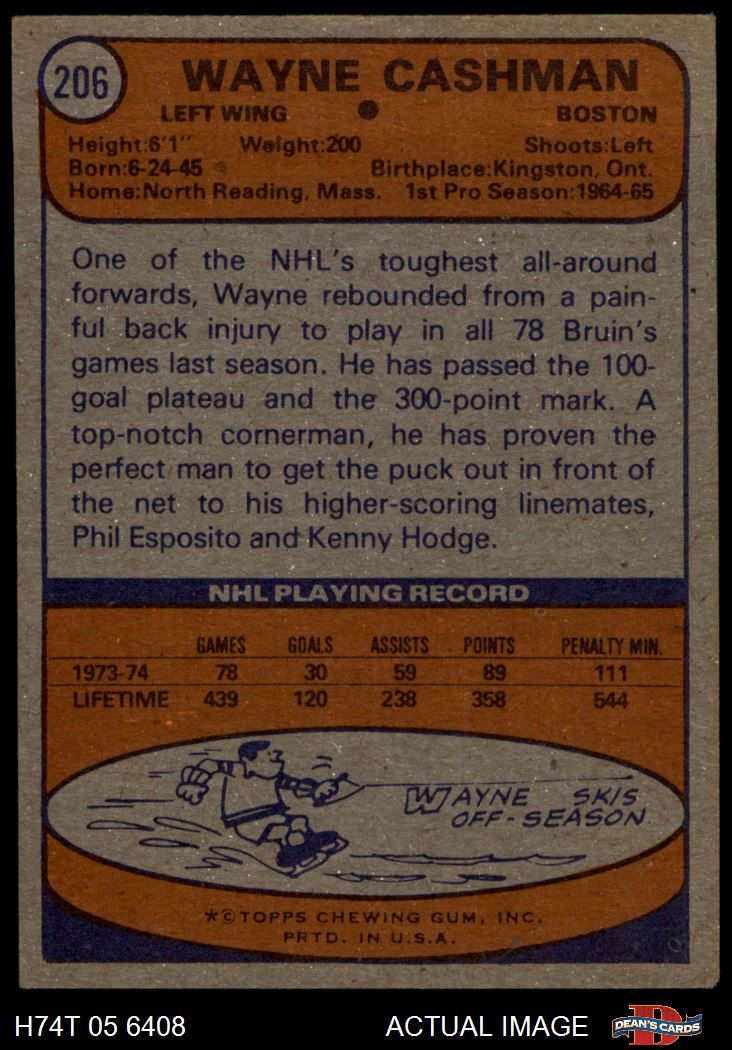 206
WAYNE CASHMAN
LEFT WING ● BOSTON
Height:6'1" Weight:200 Shoots:Left
Born:6-24-45 Birthplace:Kingston, Ont.
Home:North Reading, Mass. 1st Pro Season:1964-65
One of the NHL's toughest all-around
forwards, Wayne rebounded from a pain-
ful back injury to play in all 78 Bruin's
games last season. He has passed the 100-
goal plateau and the 300-point mark. A
top-notch cornerman, he has proven the
perfect man to get the puck out in front of
the net to his higher-scoring linemates,
Phil Esposito and Kenny Hodge.
NHL PLAYING RECORD
GAMES GOALS ASSISTS POINTS PENALTY MIN.
1973-74 78 30 59 89 111
LIFETIME 439 120 238 358 544
WAYNE SKIS
OFF-SEASON
*©TOPPS CHEWING GUM, INC.
PRTD. IN U.S.A.
H74T 05 6408 ACTUAL IMAGE D DEAN'S CARDS